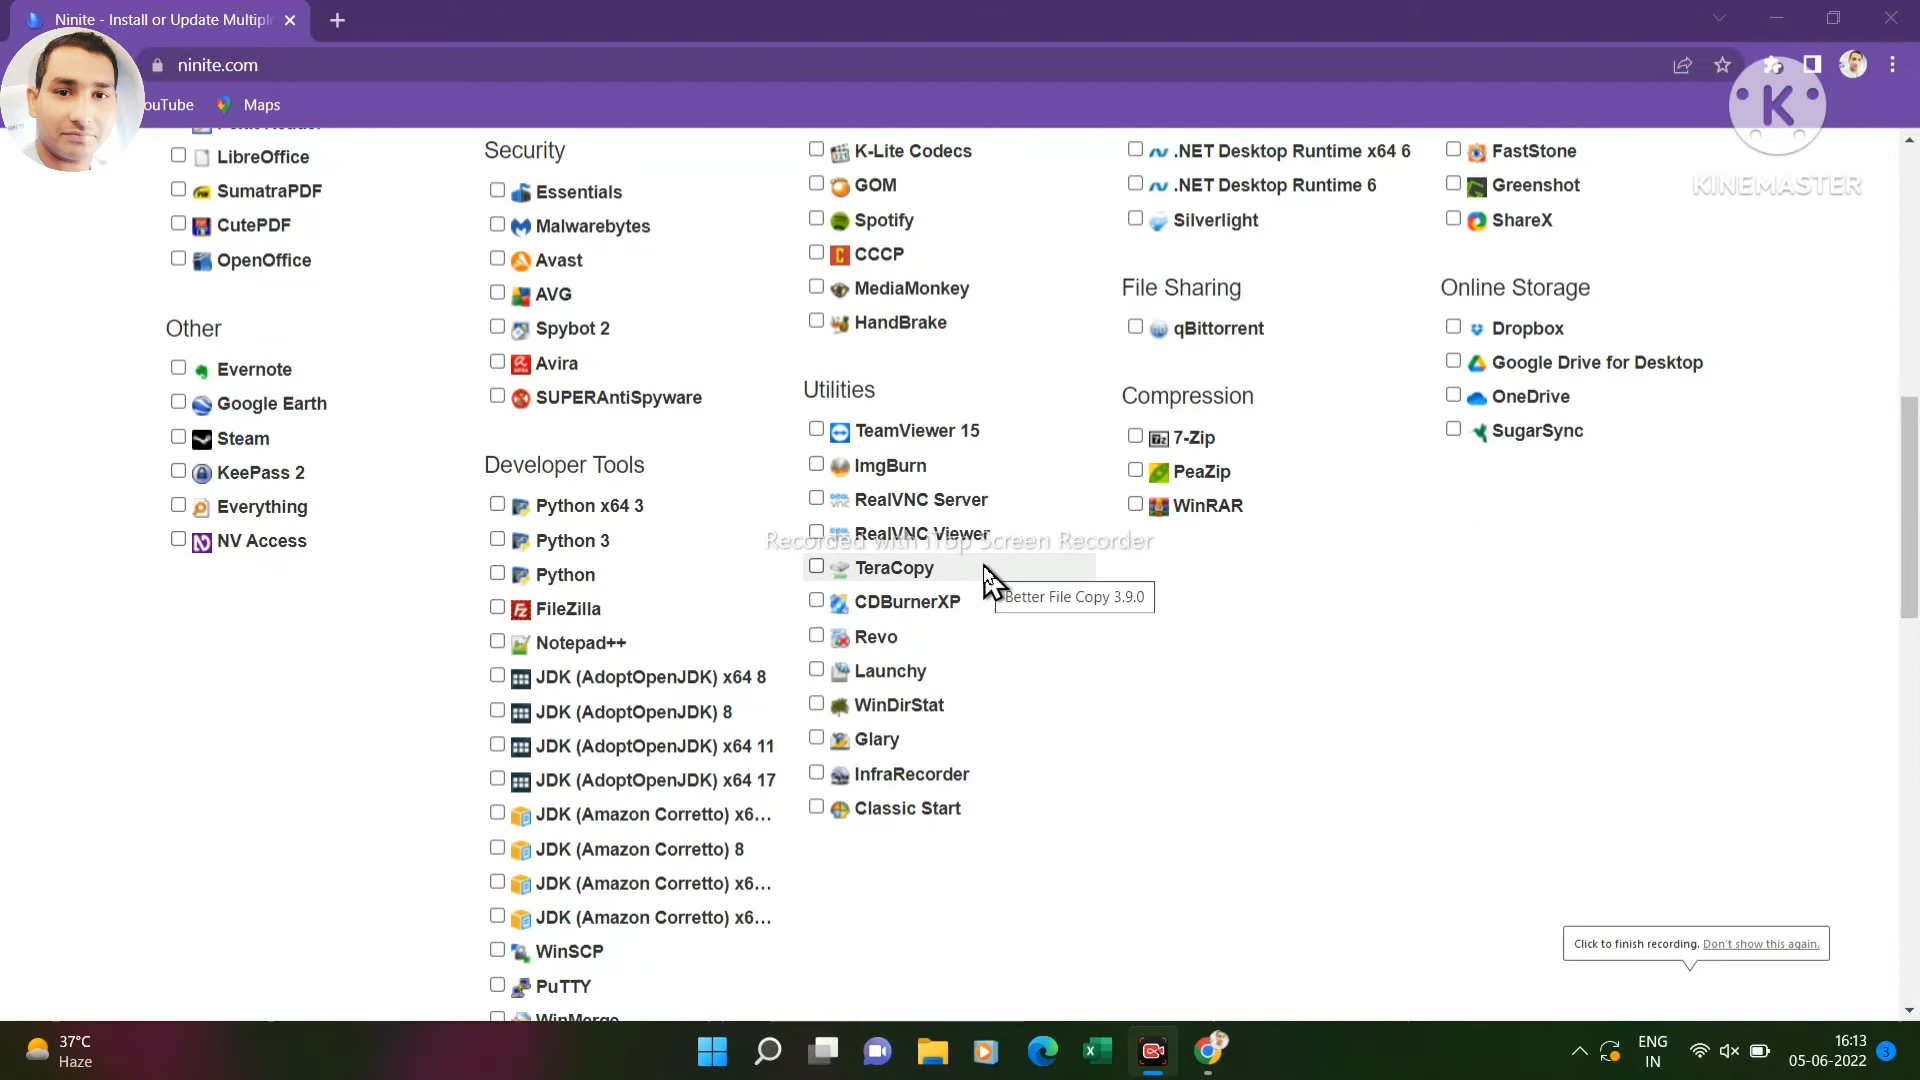 Ninite - Install or Update Multipl
ninite.com
ouTube
Maps
K
KINEMASTER
LibreOffice
SumatraPDF
CutePDF
OpenOffice
Other
Evernote
Google Earth
Steam
KeePass 2
Everything
NV Access
Security
Essentials
Malwarebytes
Avast
AVG
Spybot 2
Avira
SUPERAntiSpyware
Developer Tools
Python x64 3
Python 3
Python
FileZilla
Notepad++
JDK (AdoptOpenJDK) x64 8
JDK (AdoptOpenJDK) 8
JDK (AdoptOpenJDK) x64 11
JDK (AdoptOpenJDK) x64 17
JDK (Amazon Corretto) x6...
JDK (Amazon Corretto) 8
JDK (Amazon Corretto) x6...
JDK (Amazon Corretto) x6...
WinSCP
PuTTY
WinMerge
K-Lite Codecs
GOM
Spotify
CCCP
MediaMonkey
HandBrake
Utilities
TeamViewer 15
ImgBurn
RealVNC Server
RealVNC Viewer
Recorded with iTop Screen Recorder
TeraCopy
Better File Copy 3.9.0
CDBurnerXP
Revo
Launchy
WinDirStat
Glary
InfraRecorder
Classic Start
.NET Desktop Runtime x64 6
.NET Desktop Runtime 6
Silverlight
File Sharing
qBittorrent
Compression
7-Zip
PeaZip
WinRAR
FastStone
Greenshot
ShareX
Online Storage
Dropbox
Google Drive for Desktop
OneDrive
SugarSync
Click to finish recording. Don't show this again.
37°C
Haze
ENG
IN
16:13
05-06-2022
3